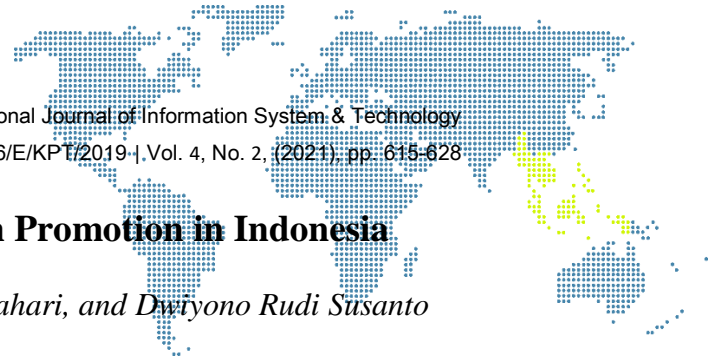 onal Journal of Information System & Technology
6/E/KPT/2019 | Vol. 4, No. 2, (2021), pp. 615-628
Promotion in Indonesia
ahari, and Dwiyono Rudi Susanto